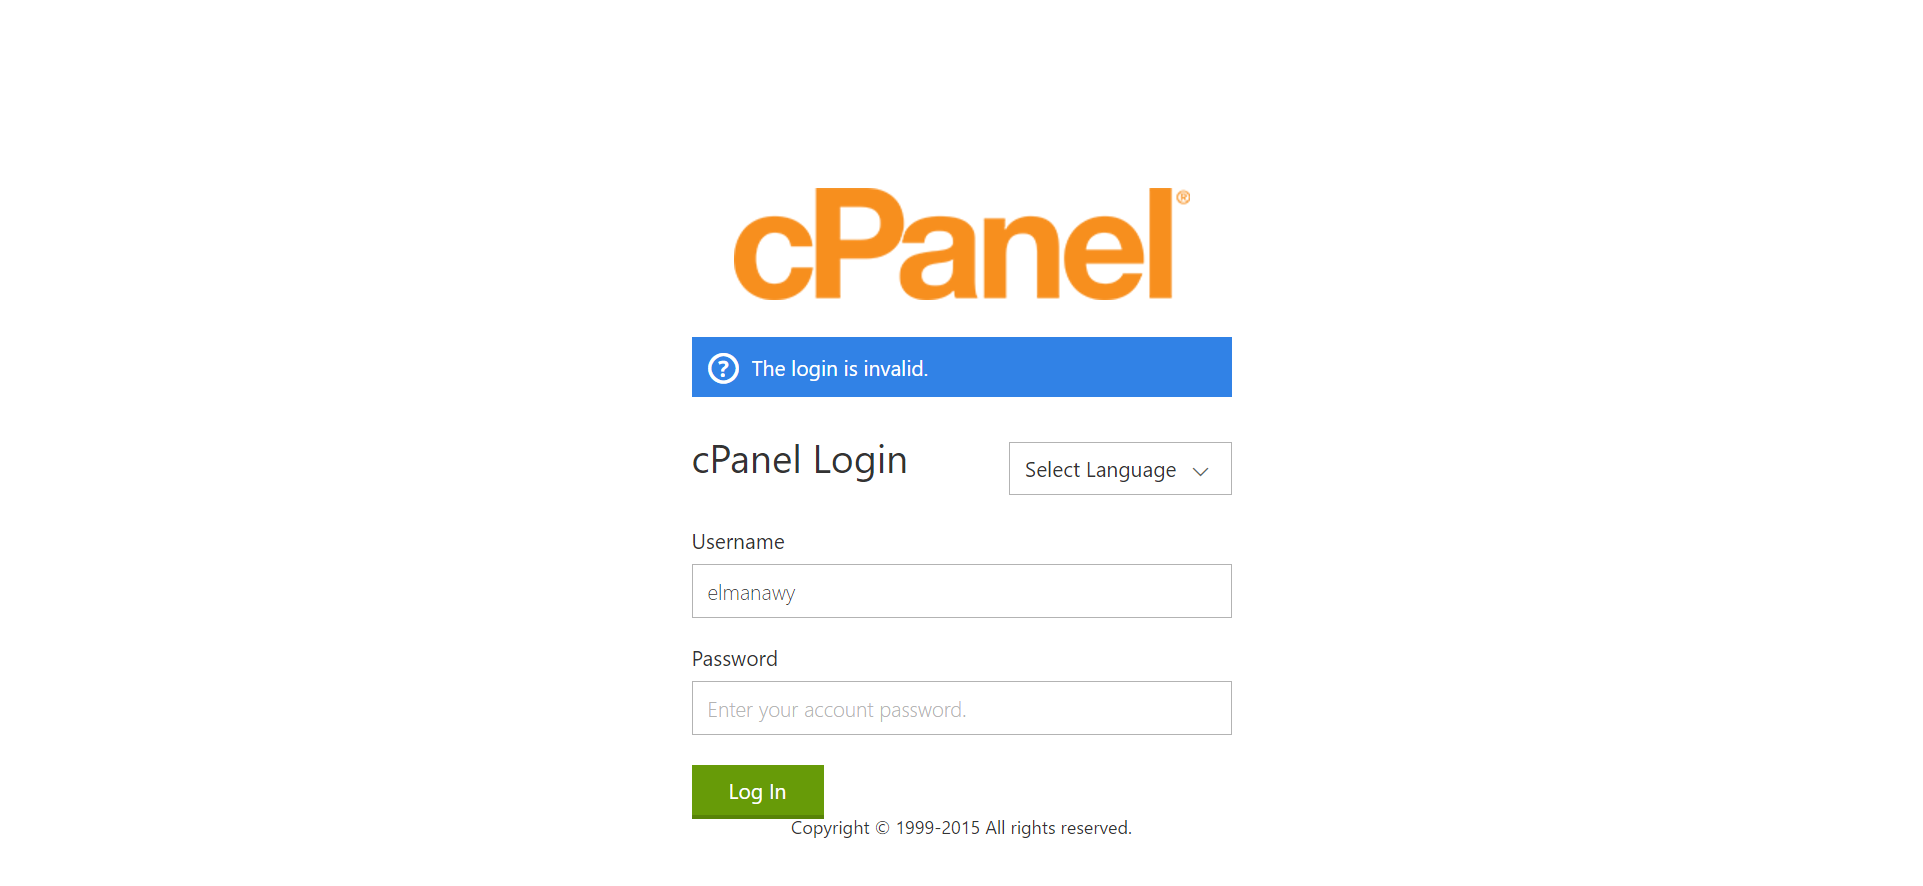 cPanel®
The login is invalid.
cPanel Login
Select Language
Username
elmanawy
Password
Enter your account password.
Log In
Copyright © 1999-2015 All rights reserved.